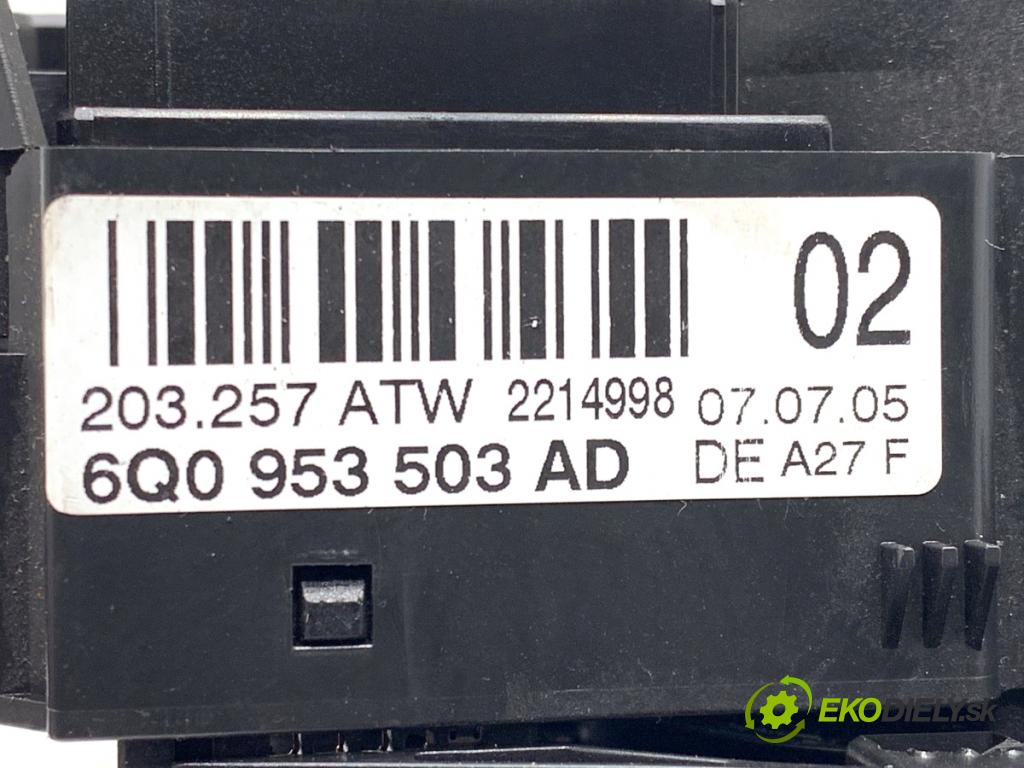 02
203.257 ATW 2214998 07.07.05
6Q0 953 503 AD DE A27 F
EKODIELY.SK